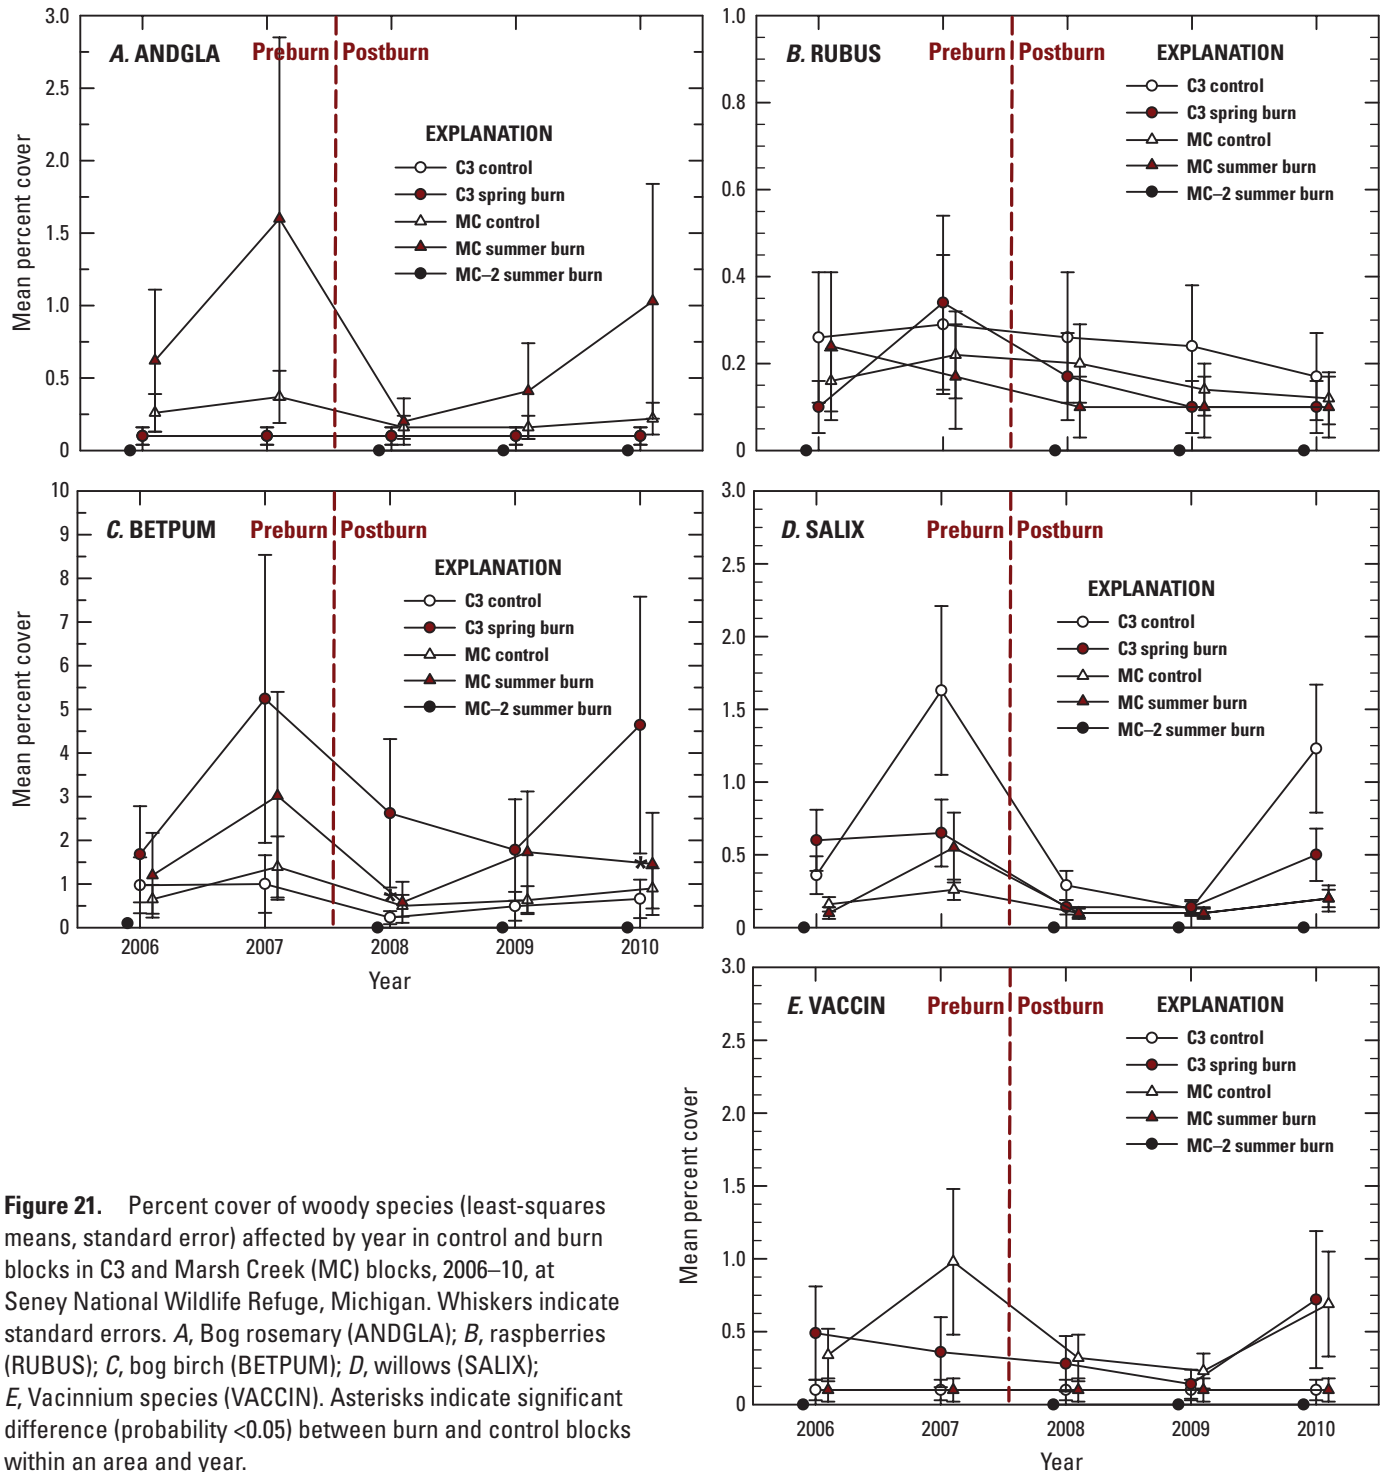 3.0
2.5
2.0
1.5
1.0
0.5
0
Mean percent cover
A. ANDGLA
Preburn Postburn
EXPLANATION
C3 control
C3 spring burn
MC control
MC summer burn
MC–2 summer burn
1.0
0.8
0.6
0.4
0.2
0
B. RUBUS
Preburn Postburn
EXPLANATION
C3 control
C3 spring burn
MC control
MC summer burn
MC–2 summer burn
10
9
8
7
6
5
4
3
2
1
0
Mean percent cover
C. BETPUM
Preburn Postburn
EXPLANATION
C3 control
C3 spring burn
MC control
MC summer burn
MC–2 summer burn
*
*
2006 2007 2008 2009 2010
Year
3.0
2.5
2.0
1.5
1.0
0.5
0
D. SALIX
Preburn Postburn
EXPLANATION
C3 control
C3 spring burn
MC control
MC summer burn
MC–2 summer burn
3.0
2.5
2.0
1.5
1.0
0.5
0
Mean percent cover
E. VACCIN
Preburn Postburn
EXPLANATION
C3 control
C3 spring burn
MC control
MC summer burn
MC–2 summer burn
2006 2007 2008 2009 2010
Year
Figure 21. Percent cover of woody species (least-squares
means, standard error) affected by year in control and burn
blocks in C3 and Marsh Creek (MC) blocks, 2006–10, at
Seney National Wildlife Refuge, Michigan. Whiskers indicate
standard errors. A, Bog rosemary (ANDGLA); B, raspberries
(RUBUS); C, bog birch (BETPUM); D, willows (SALIX);
E, Vacinnium species (VACCIN). Asterisks indicate significant
difference (probability <0.05) between burn and control blocks
within an area and year.